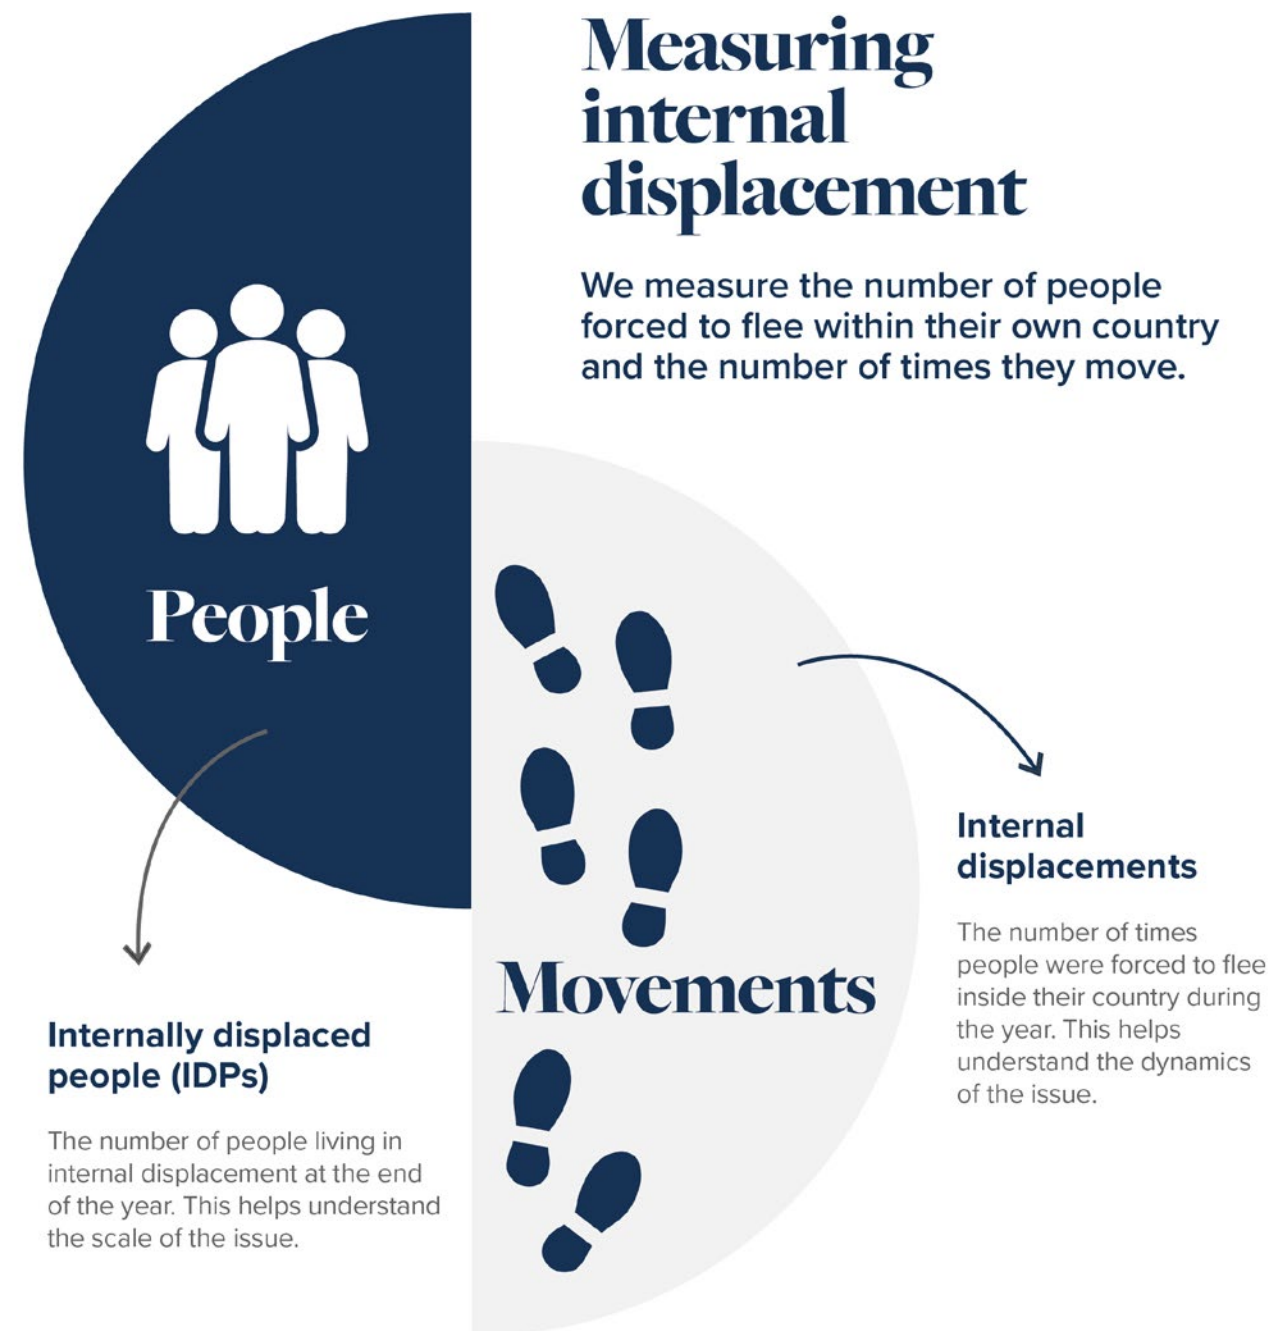 Measuring
internal
displacement
We measure the number of people
forced to flee within their own country
and the number of times they move.
People
Movements
Internal
displacements
The number of times
people were forced to flee
inside their country during
the year. This helps
understand the dynamics
of the issue.
Internally displaced
people (IDPs)
The number of people living in
internal displacement at the end
of the year. This helps understand
the scale of the issue.